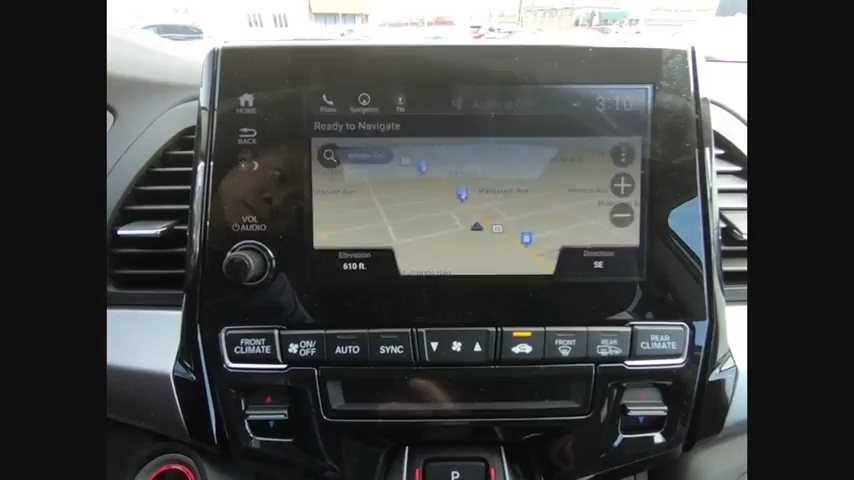 HOME
Phone
Navigation
3:10
Ready to Navigate
BACK
VOL
AUDIO
Elevation
610 ft.
Direction
SE
FRONT
CLIMATE
ON/
OFF
AUTO
SYNC
FRONT
REAR
REAR
CLIMATE
P